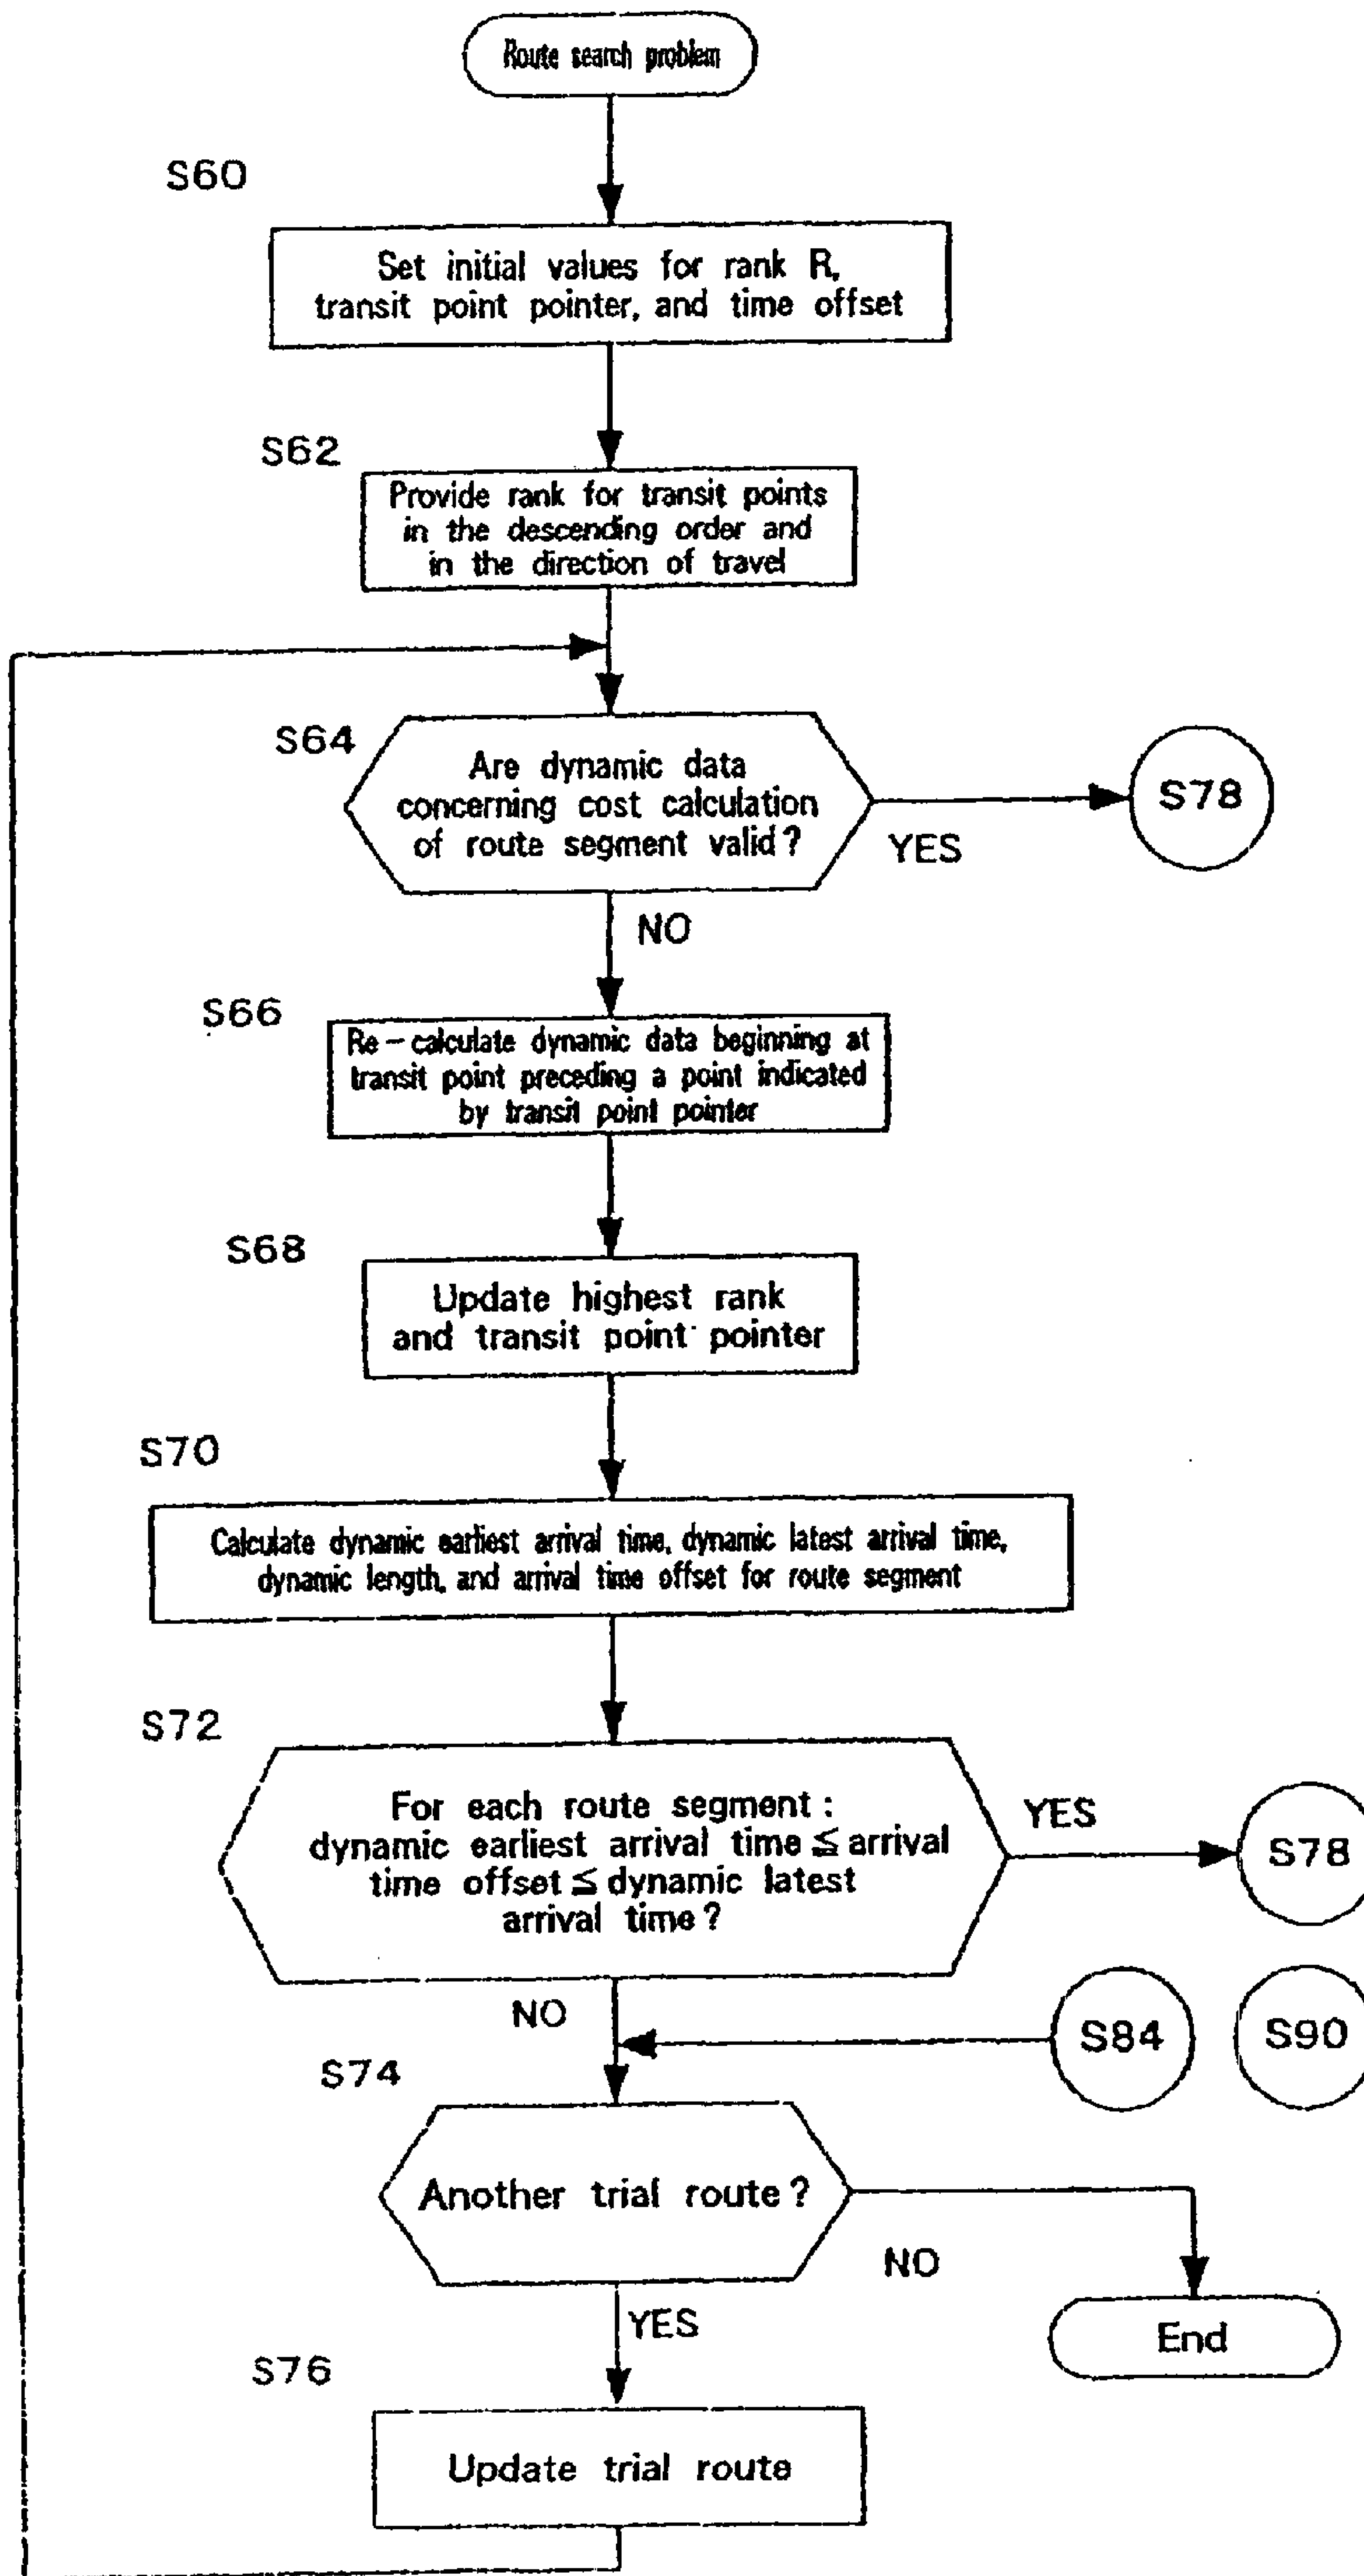 Route search problem
S60
Set initial values for rank R,
transit point pointer, and time offset
S62
Provide rank for transit points
in the descending order and
in the direction of travel
S64
Are dynamic data
concerning cost calculation
of route segment valid?
YES
S78
NO
S66
Re-calculate dynamic data beginning at
transit point preceding a point indicated
by transit point pointer
S68
Update highest rank
and transit point pointer
S70
Calculate dynamic earliest arrival time, dynamic latest arrival time,
dynamic length, and arrival time offset for route segment
S72
For each route segment:
dynamic earliest arrival time ≦ arrival
time offset ≦ dynamic latest
arrival time?
YES
S78
NO
S84
S90
S74
Another trial route?
NO
End
YES
S76
Update trial route